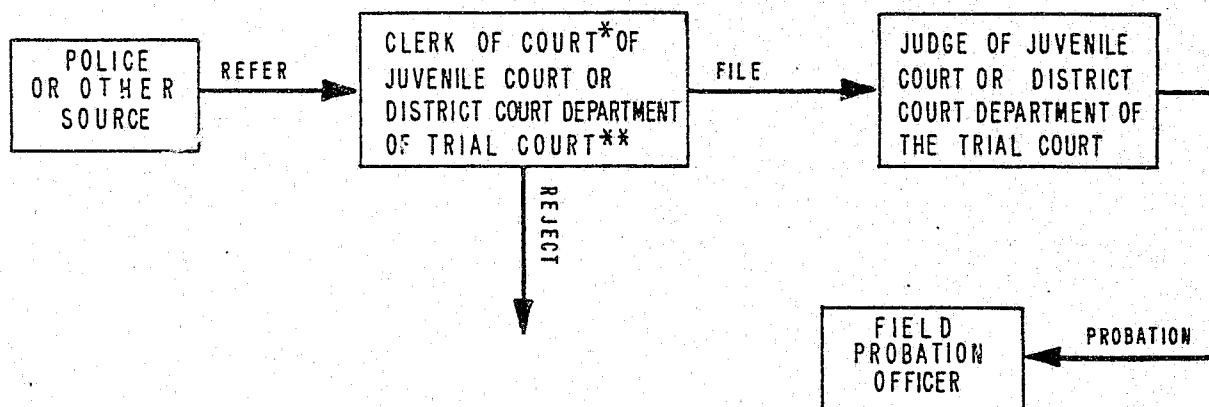 POLICE
OR OTHER
SOURCE
REFER
CLERK OF COURT* OF
JUVENILE COURT OR
DISTRICT COURT DEPARTMENT
OF TRIAL COURT**
FILE
JUDGE OF JUVENILE
COURT OR DISTRICT
COURT DEPARTMENT OF
THE TRIAL COURT
REJECT
FIELD
PROBATION
OFFICER
PROBATION